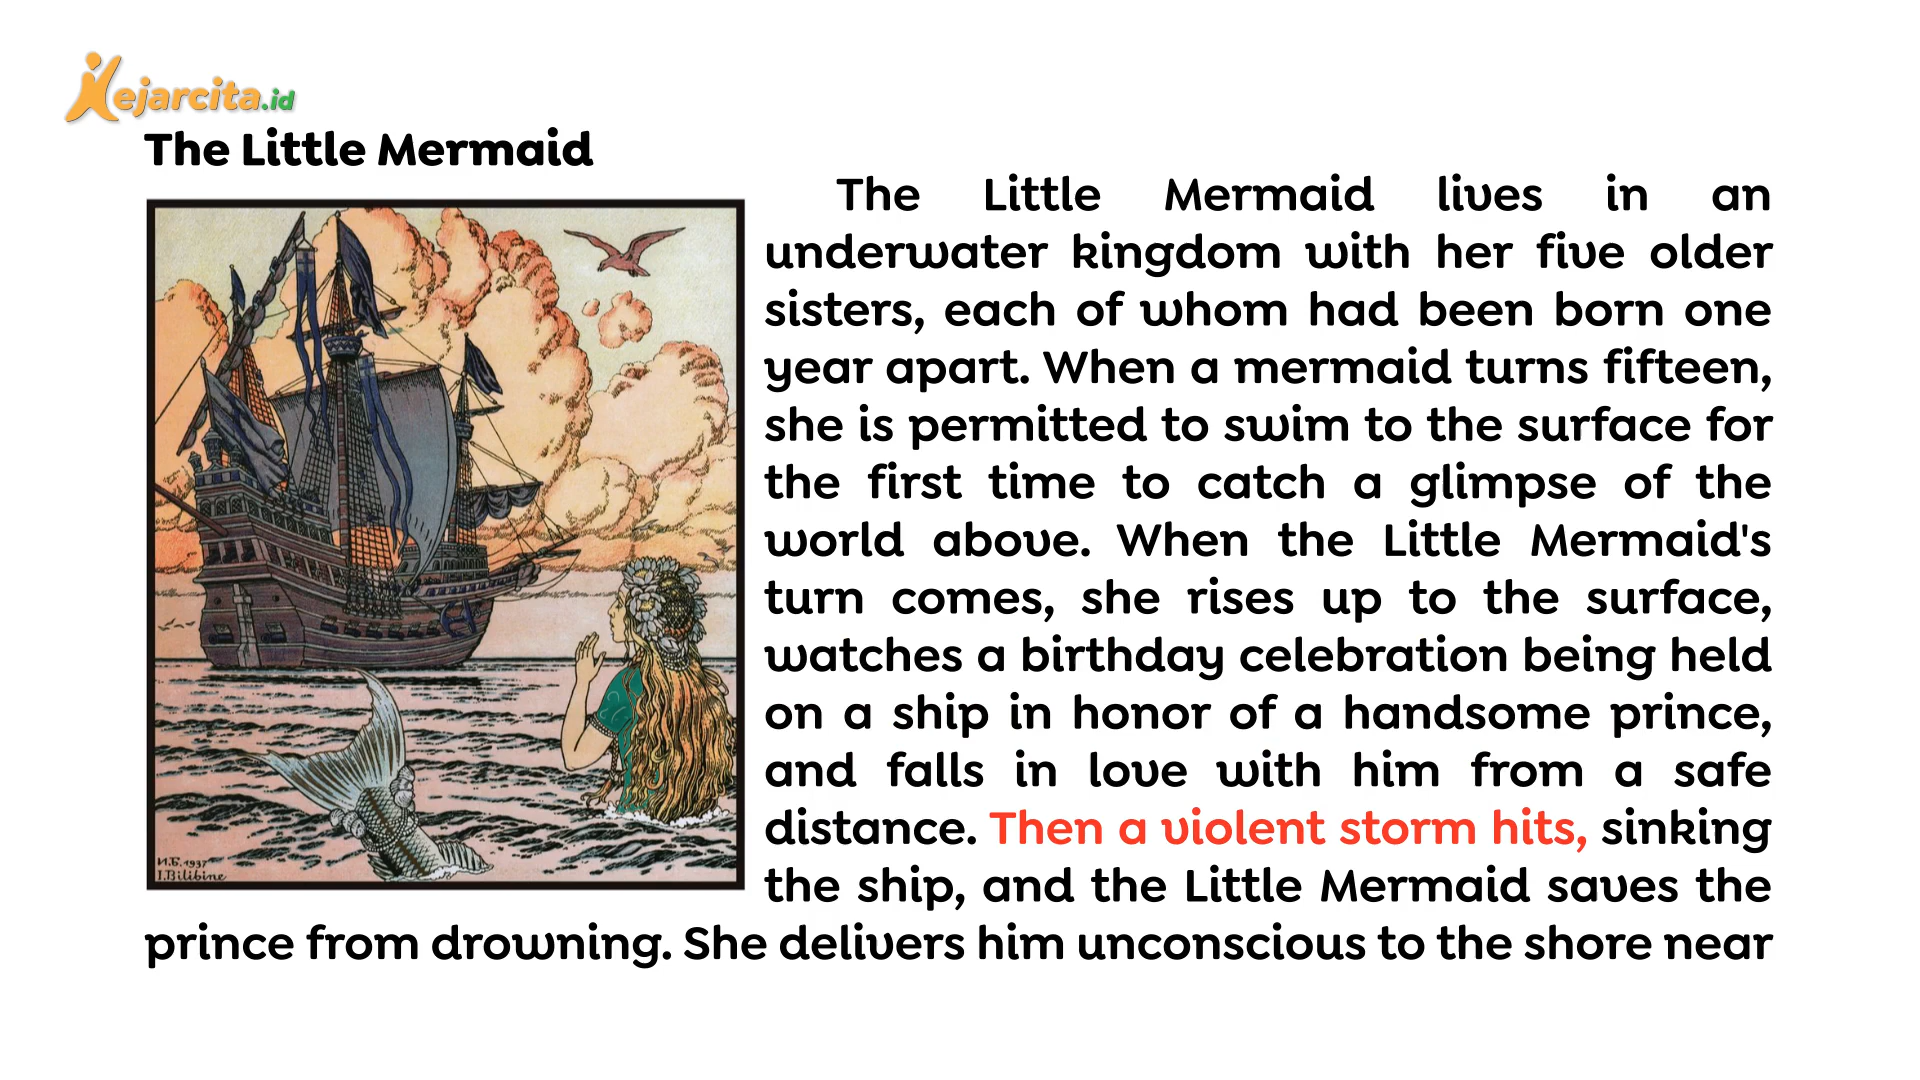 Kejarcita.id
The Little Mermaid
The Little Mermaid lives in an
underwater kingdom with her five older
sisters, each of whom had been born one
year apart. When a mermaid turns fifteen,
she is permitted to swim to the surface for
the first time to catch a glimpse of the
world above. When the Little Mermaid's
turn comes, she rises up to the surface,
watches a birthday celebration being held
on a ship in honor of a handsome prince,
and falls in love with him from a safe
distance. Then a violent storm hits, sinking
the ship, and the Little Mermaid saves the
prince from drowning. She delivers him unconscious to the shore near
И.Б. 1937
I.Bilibine